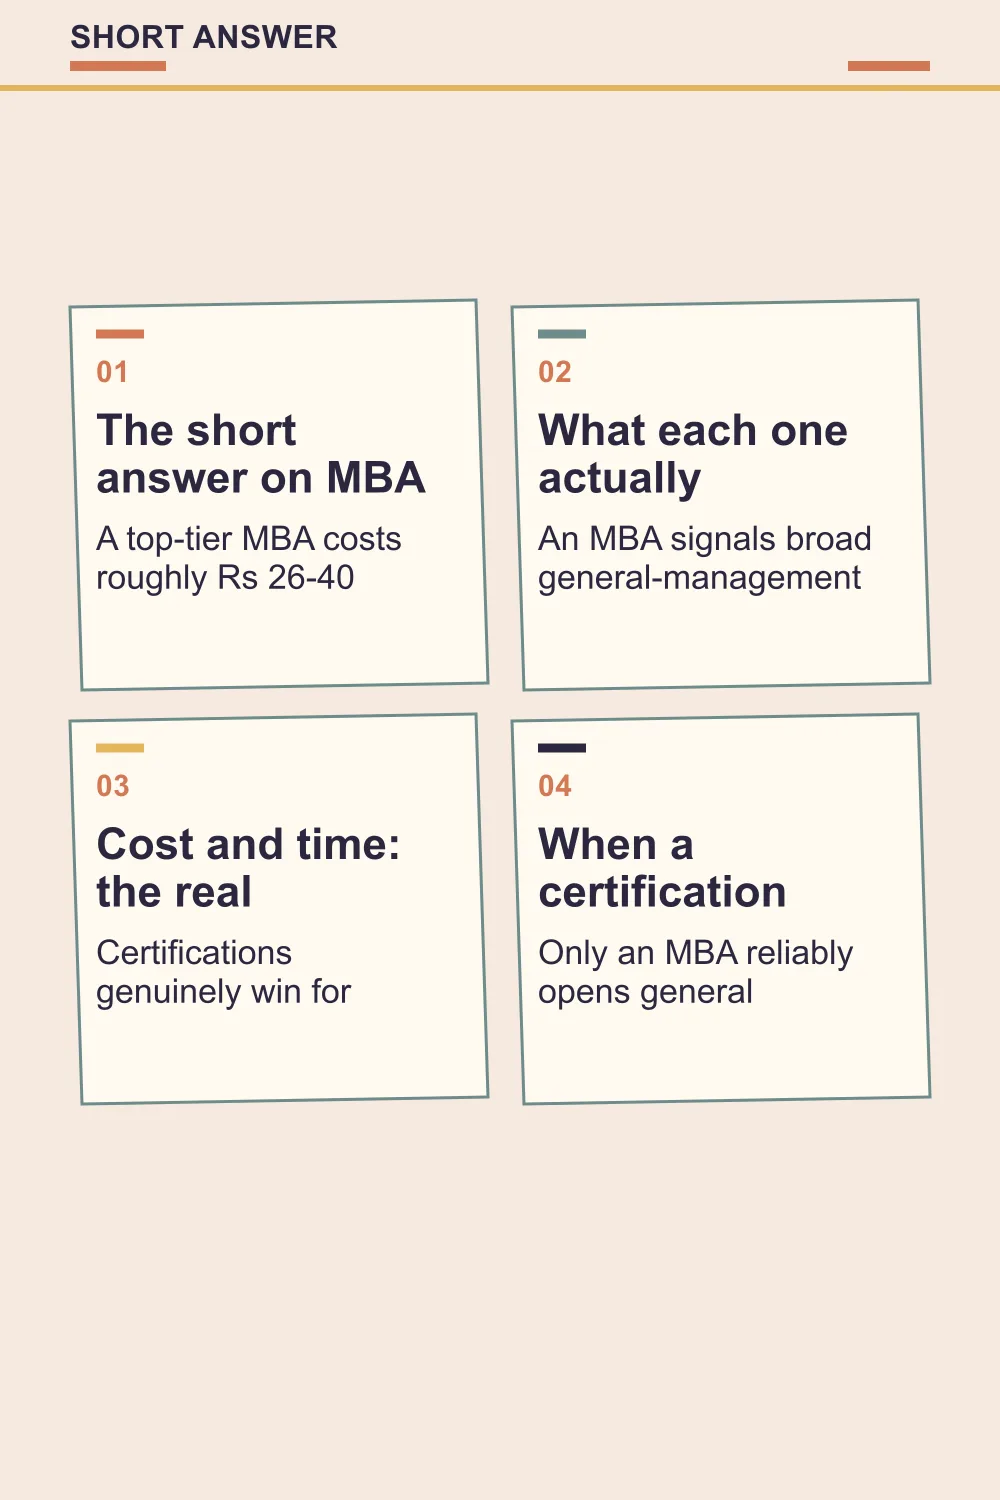 SHORT ANSWER
01
The short
answer on MBA
A top-tier MBA costs
roughly Rs 26-40
02
What each one
actually
An MBA signals broad
general-management
03
Cost and time:
the real
Certifications
genuinely win for
04
When a
certification
Only an MBA reliably
opens general